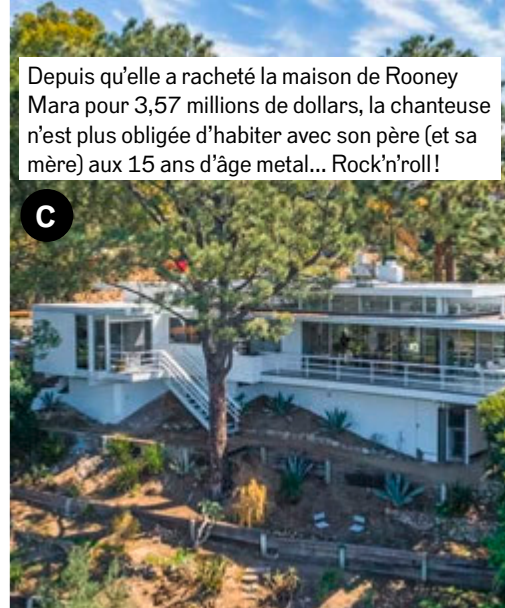 Depuis qu’elle a racheté la maison de Rooney
Mara pour 3,57 millions de dollars, la chanteuse
n’est plus obligée d’habiter avec son père (et sa
mère) aux 15 ans d’âge metal... Rock’n’roll !
C